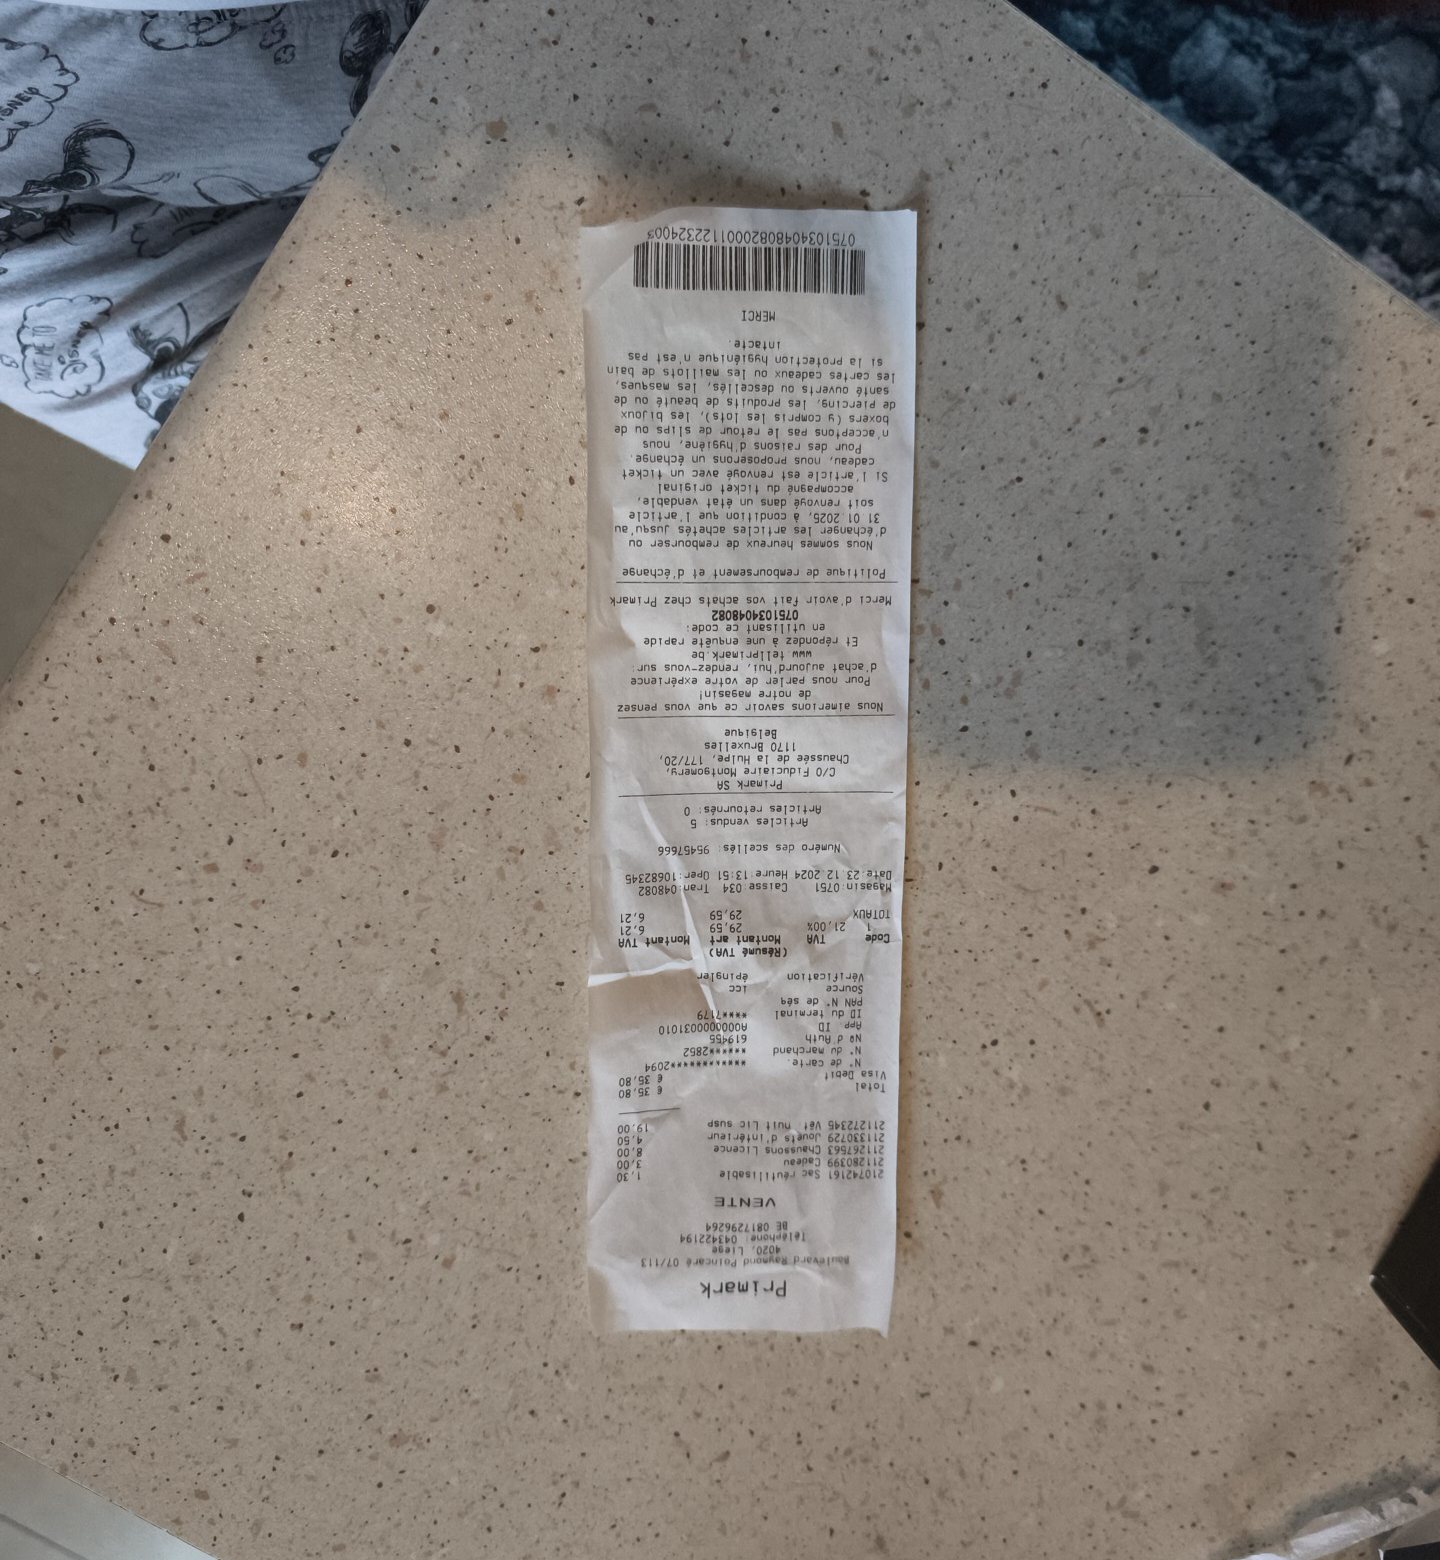 Primark
Boulevard Raymond Poincaré 07/113
4020, Liege
Téléphone: 043422194
BE 0817296264
VENTE
210742161 Sac réutilisable 1,30
211280399 Cadeau 3,00
211267563 Chaussons Licence 8,00
211330729 Jouets d'intérieur 4,50
211272345 Vêt nuit Lic susp 19,00
Total € 35,80
Visa Debit € 35,80
N° de carte. ************2094
N° du marchand ******2852
Nº d'Auth 619455
App. ID A0000000031010
ID du terminal ****7179
PAN N° de séq
Source icc
Vérification épingler
(Résumé TVA)
Code TVA Montant art Montant TVA
1 21,00% 29,59 6,21
TOTAUX 29,59 6,21
Magasin:0751 Caisse:034 Tran:048082
Date:23.12.2024 Heure:13:51 Oper:10682345
Numéro des scellés: 95457666
Articles vendus: 5
Articles retournés: 0
Primark SA
C/O Fiduciaire Montgomery,
Chaussée de la Hulpe, 177/20,
1170 Bruxelles
Belgique
Nous aimerions savoir ce que vous pensez
de notre magasin!
Pour nous parler de votre expérience
d'achat aujourd'hui, rendez-vous sur:
www.tellprimark.be
Et répondez à une enquête rapide
en utilisant ce code:
075103404808​2
Merci d'avoir fait vos achats chez Primark
Politique de remboursement et d'échange
Nous sommes heureux de rembourser ou
d'échanger les articles achetés jusqu'au
31.01.2025, à condition que l'article
soit renvoyé dans un état vendable,
accompagné du ticket original
Si l'article est renvoyé avec un ticket
cadeau, nous proposerons un échange.
Pour des raisons d'hygiène, nous
n'acceptons pas le retour de slips ou de
boxers (y compris les lots), les bijoux
de piercing, les produits de beauté ou de
santé ouverts ou descellés, les masques,
les cartes cadeaux ou les maillots de bain
si la protection hygiénique n'est pas
intacte.
MERCI
07510340480820001122324003
TAKE ME TO
DISNEY